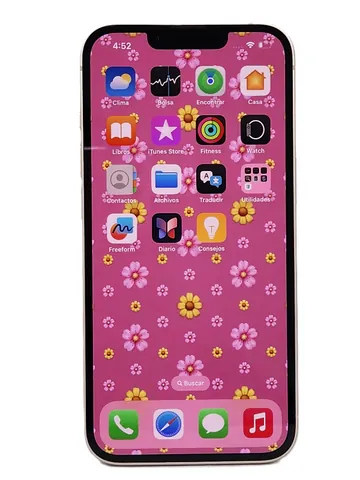 4:52
Clima Bolsa Encontrar Casa
Libros iTunes Store Fitness Watch
Contactos Archivos Traducir Utilidades
Freeform Diario Consejos
Buscar